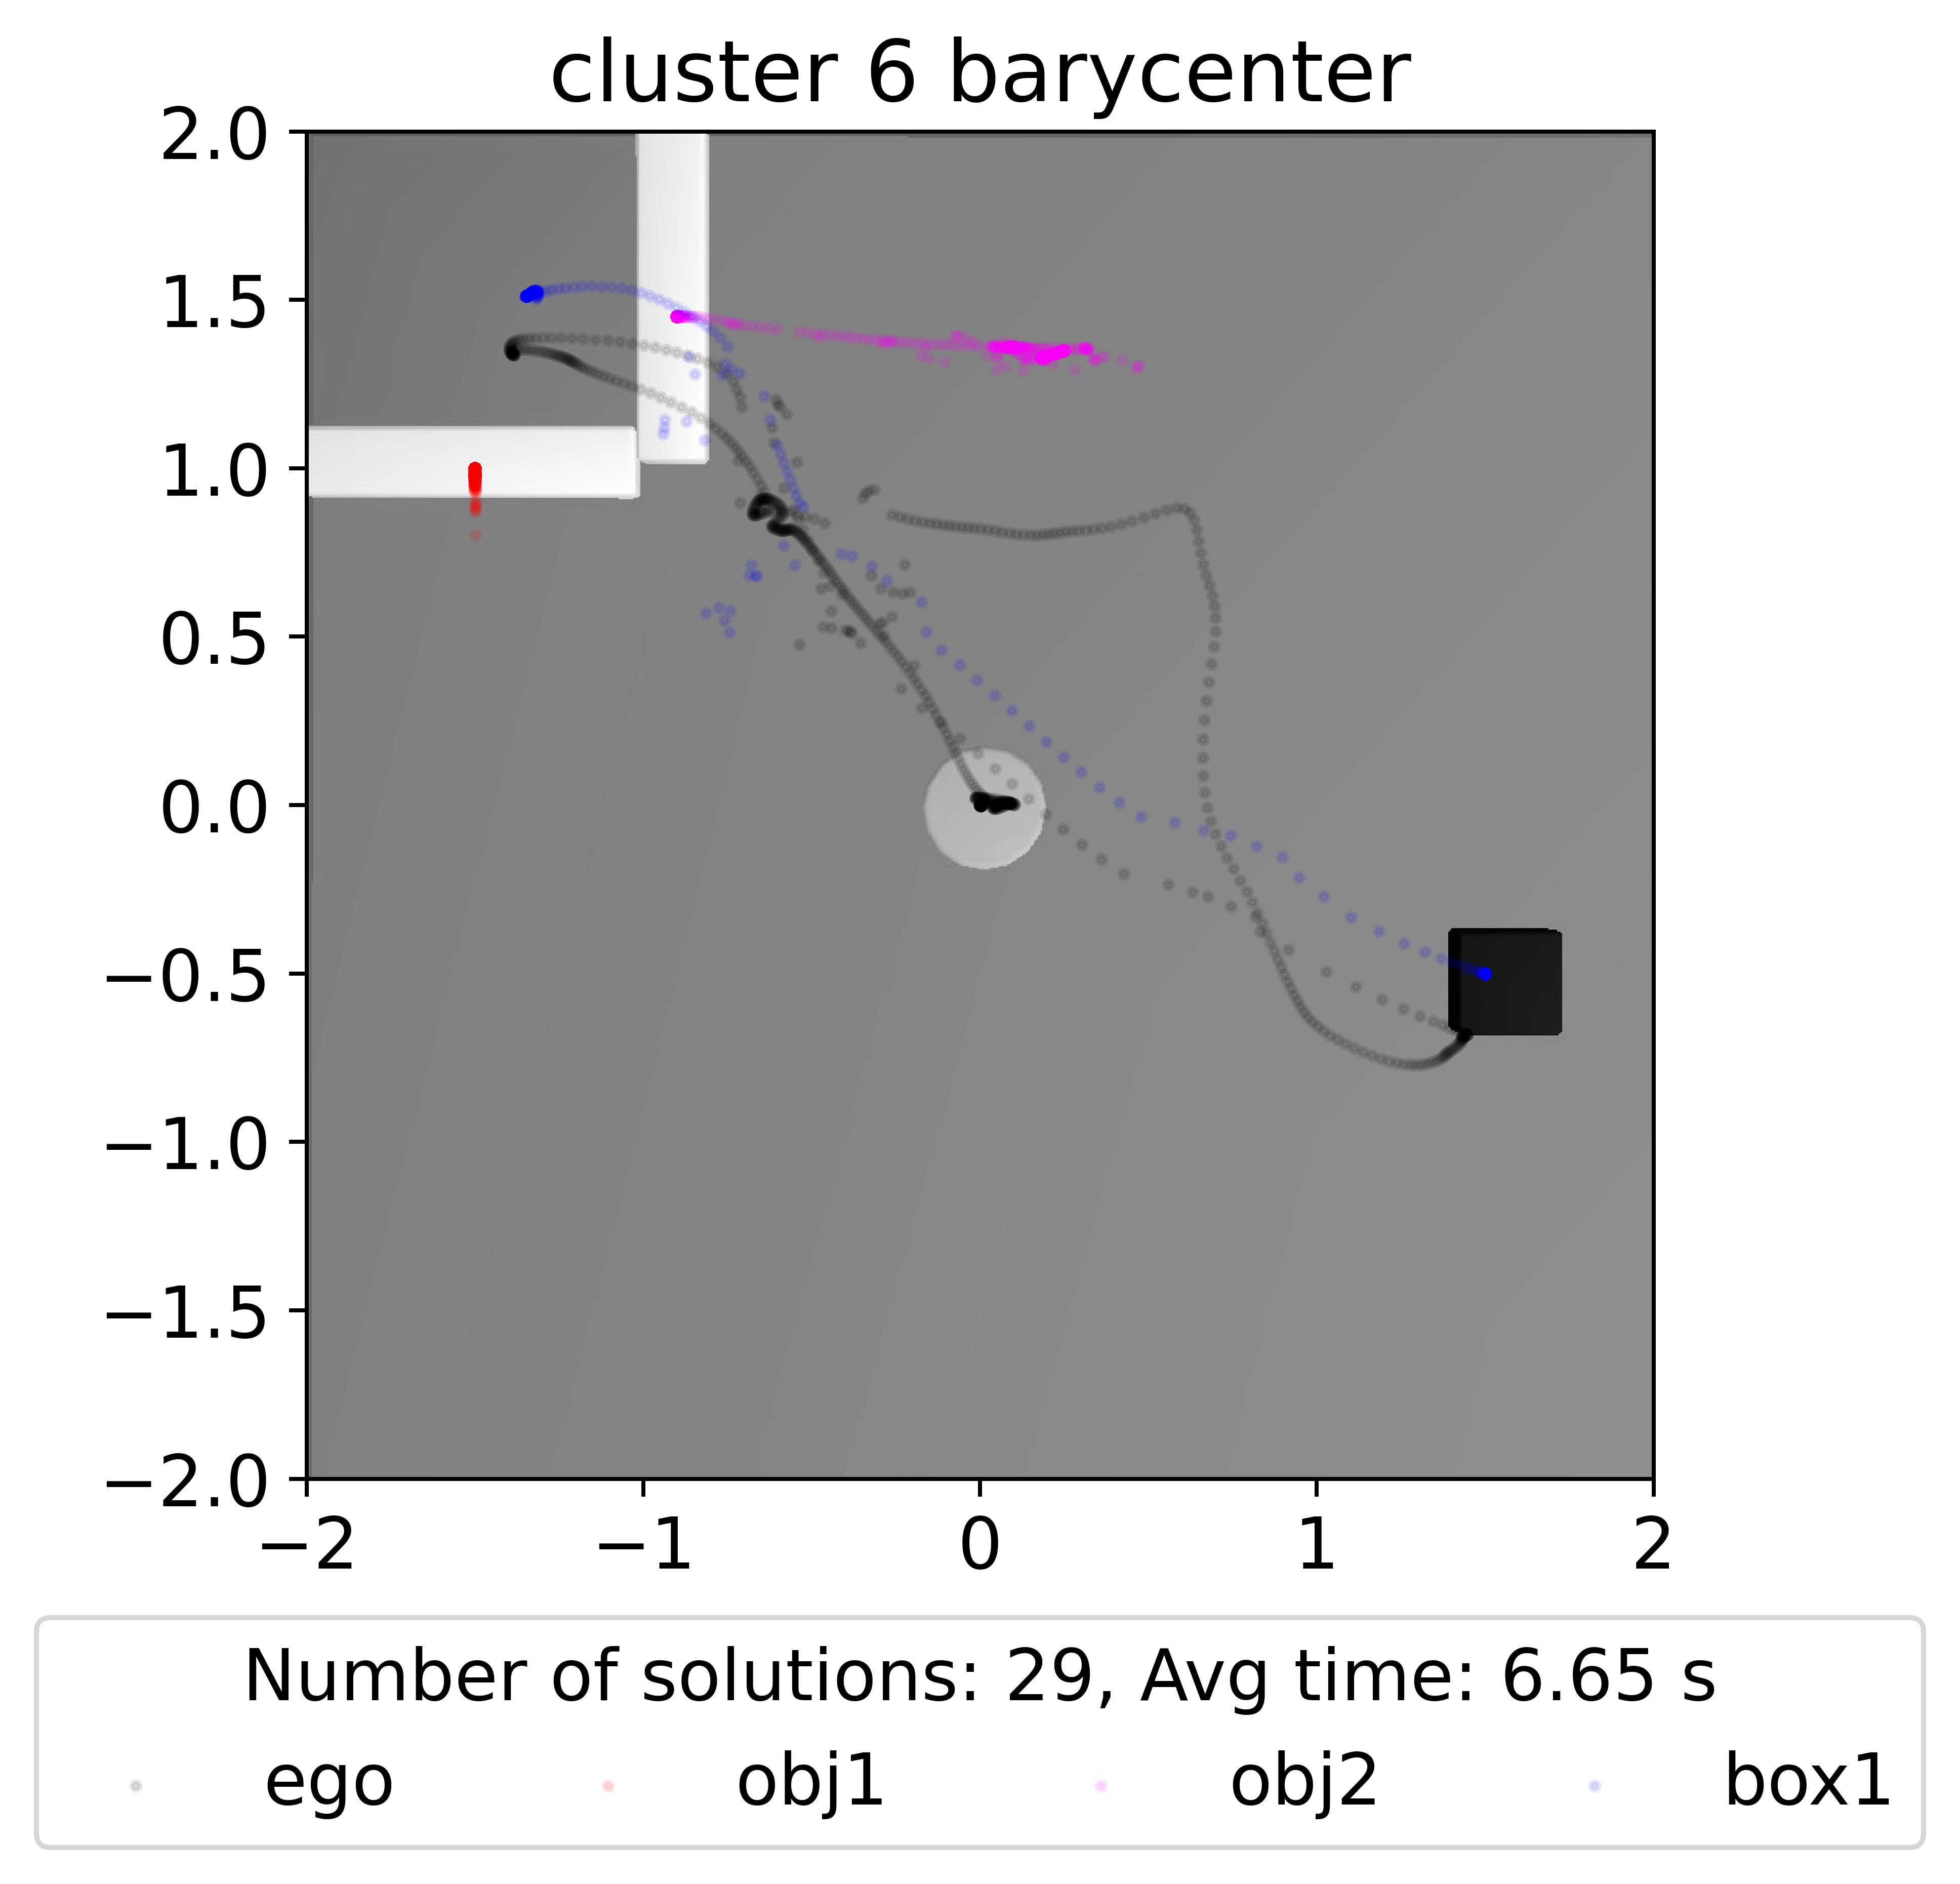 cluster 6 barycenter
2.0
1.5
1.0
0.5
0.0
−0.5
−1.0
−1.5
−2.0
−2 −1 0 1 2
Number of solutions: 29, Avg time: 6.65 s
ego obj1 obj2 box1